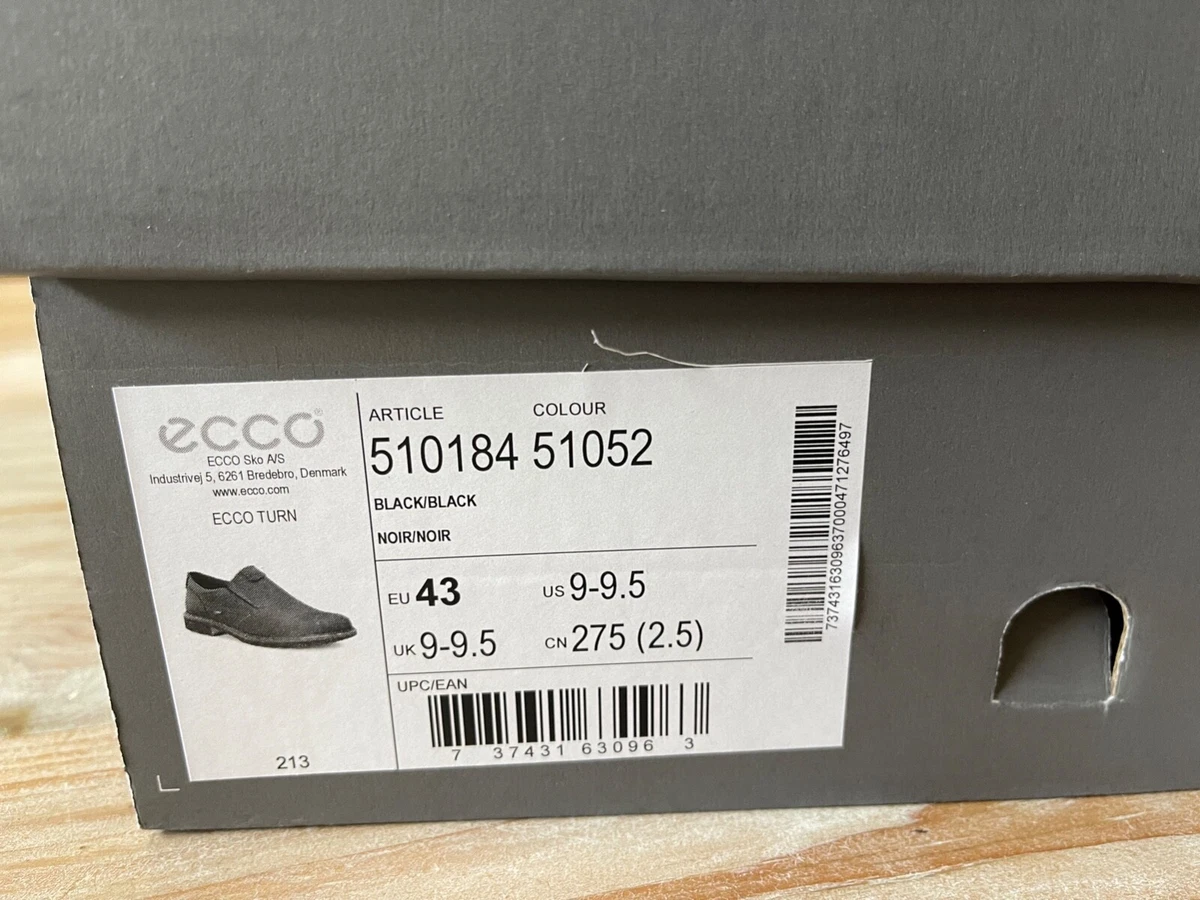 ecco®
ECCO Sko A/S
Industrivej 5, 6261 Bredebro, Denmark
www.ecco.com
ECCO TURN
213
ARTICLE COLOUR
510184 51052
BLACK/BLACK
NOIR/NOIR
EU 43 US 9-9.5
UK 9-9.5 CN 275 (2.5)
UPC/EAN
7 37431 63096 3
7374316309637000471276497